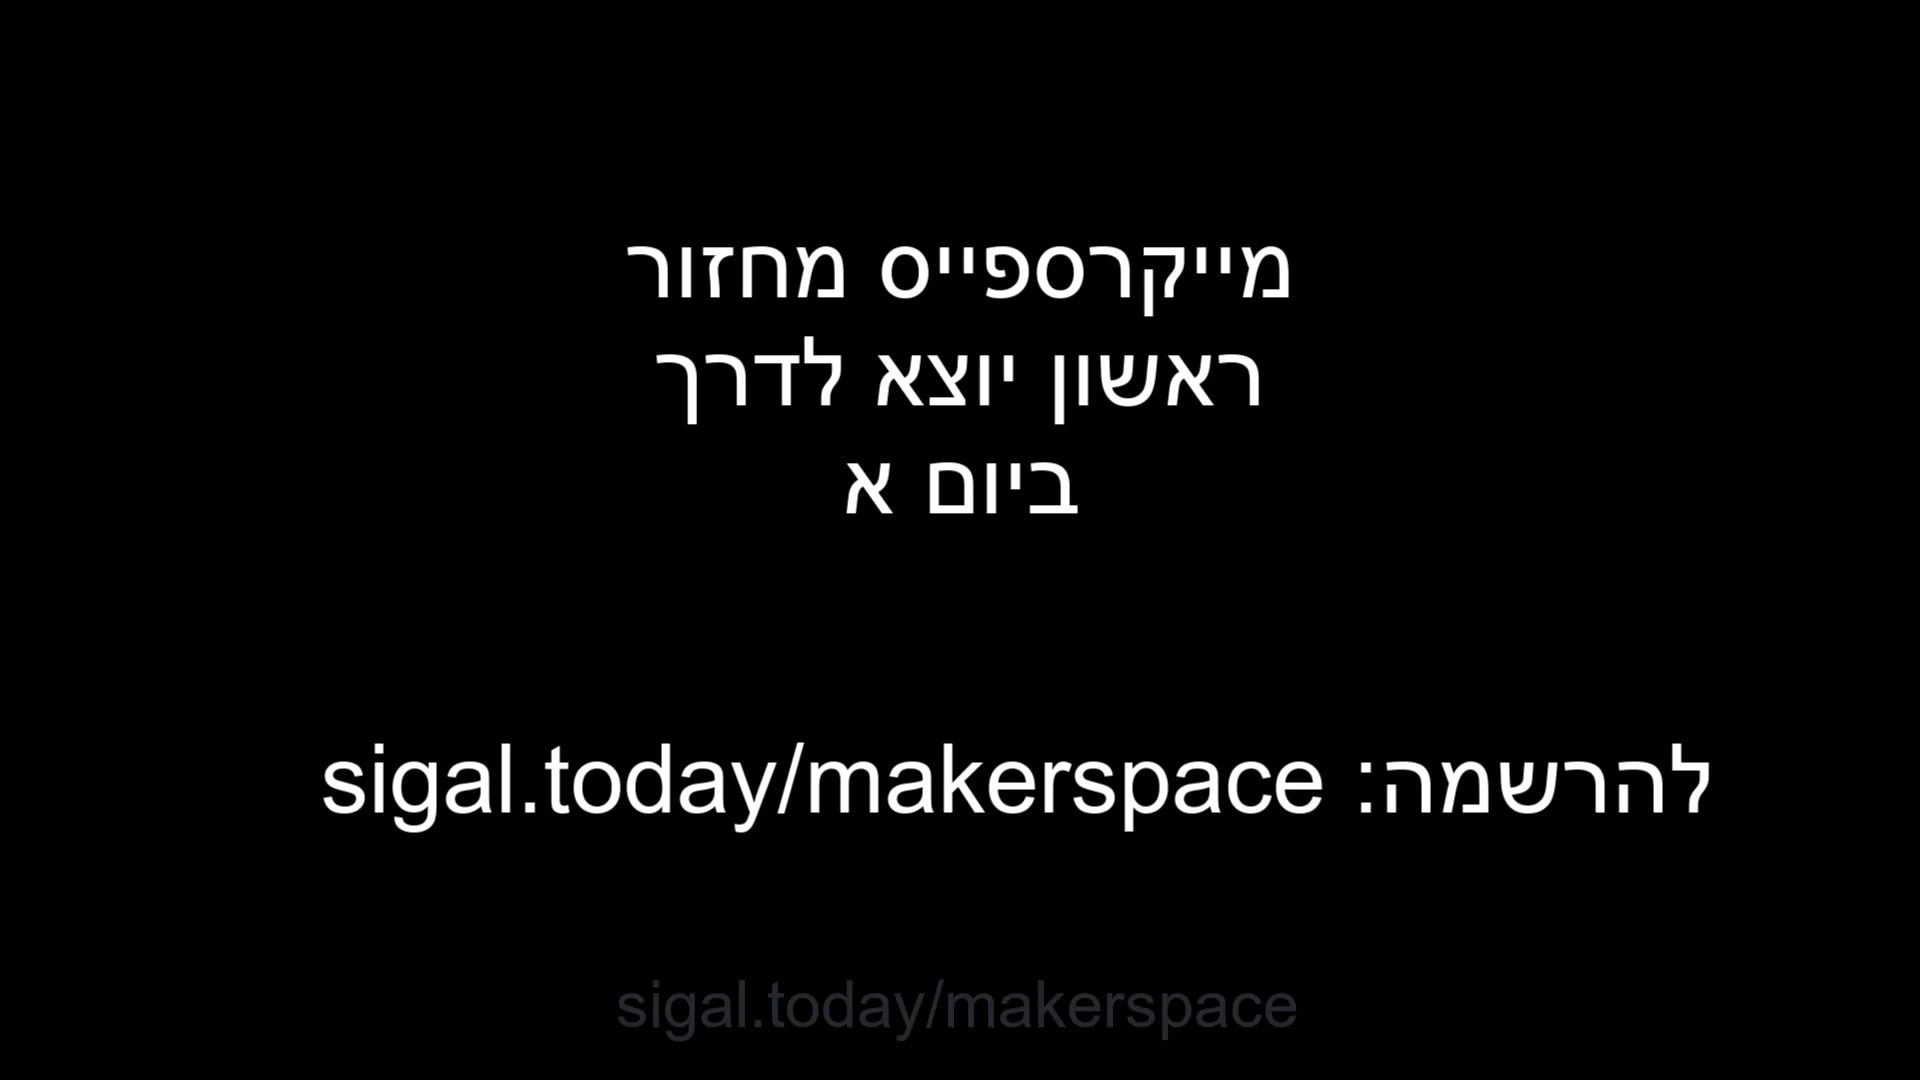 מייקרספייס מחזור
ראשון יוצא לדרך
ביום א
להרשמה: sigal.today/makerspace
sigal.today/makerspace